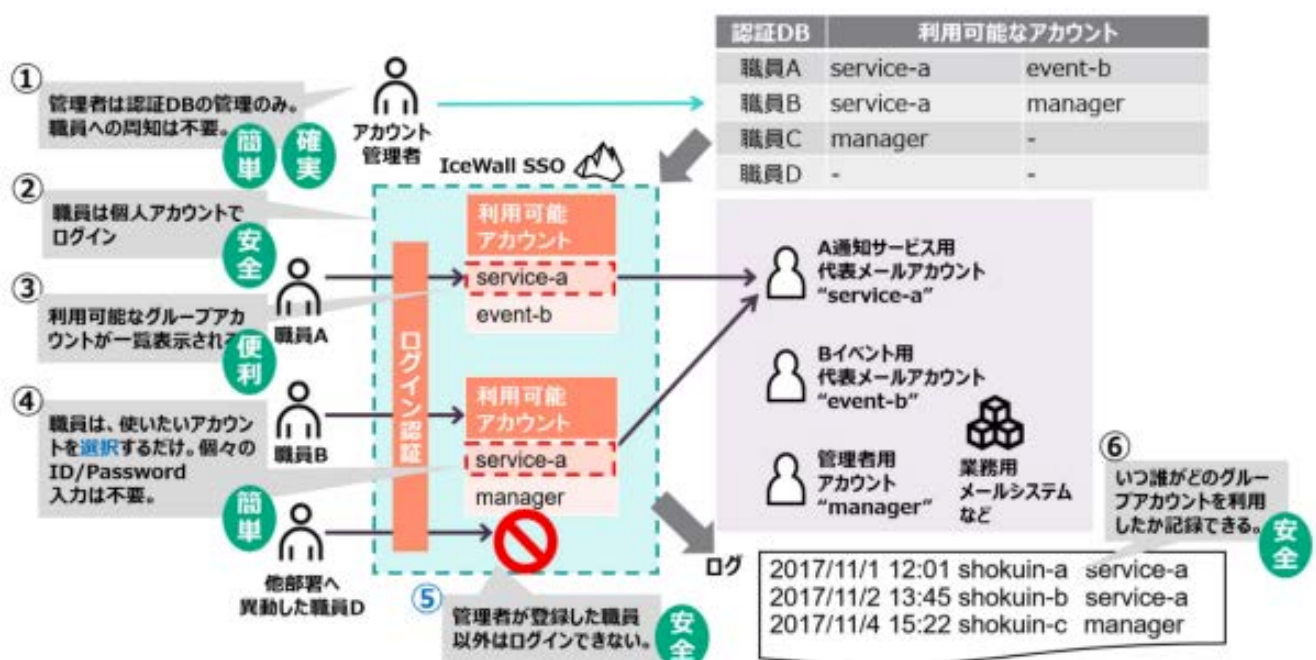 認証DB 利用可能なアカウント
職員A service-a event-b
職員B service-a manager
職員C manager -
職員D - -
①
管理者は認証DBの管理のみ。
職員への周知は不要。
簡単
確実
アカウント
管理者
IceWall SSO
②
職員は個人アカウントで
ログイン
安全
③
利用可能なグループアカ
ウントが一覧表示される
便利
職員A
④
職員は、使いたいアカウン
トを選択するだけ。個々の
ID/Password
入力は不要。
簡単
職員B
他部署へ
異動した職員D
ログイン認証
利用可能
アカウント
service-a
event-b
利用可能
アカウント
service-a
manager
⑤
管理者が登録した職員
以外はログインできない。
安全
A通知サービス用
代表メールアカウント
“service-a”
Bイベント用
代表メールアカウント
“event-b”
管理者用
アカウント
“manager”
業務用
メールシステム
など
⑥
いつ誰がどのグルー
プアカウントを利用
したか記録できる。
安全
ログ
2017/11/1 12:01 shokuin-a service-a
2017/11/2 13:45 shokuin-b service-a
2017/11/4 15:22 shokuin-c manager